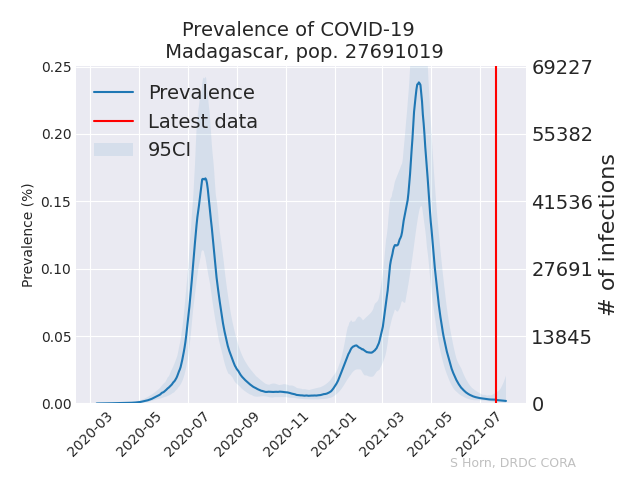 Prevalence of COVID-19
Madagascar, pop. 27691019
Prevalence
Latest data
95CI
Prevalence (%)
0.25
0.20
0.15
0.10
0.05
0.00
69227
55382
41536
27691
13845
0
# of infections
2020-03
2020-05
2020-07
2020-09
2020-11
2021-01
2021-03
2021-05
2021-07
S Horn, DRDC CORA